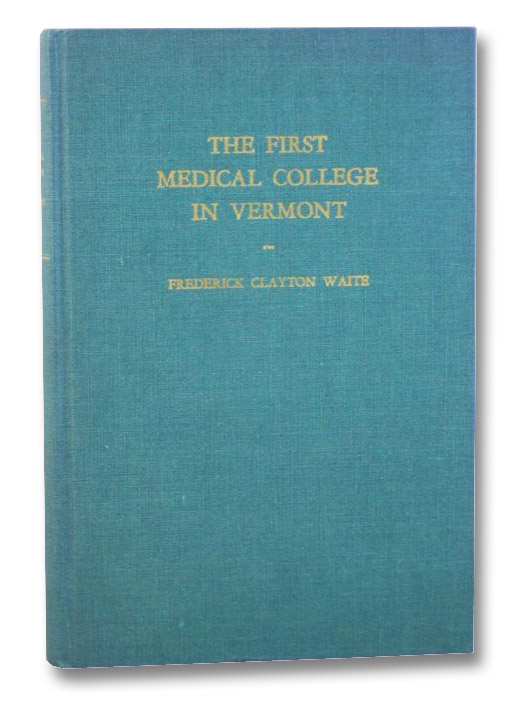 THE FIRST
MEDICAL COLLEGE
IN VERMONT
FREDERICK CLAYTON WAITE